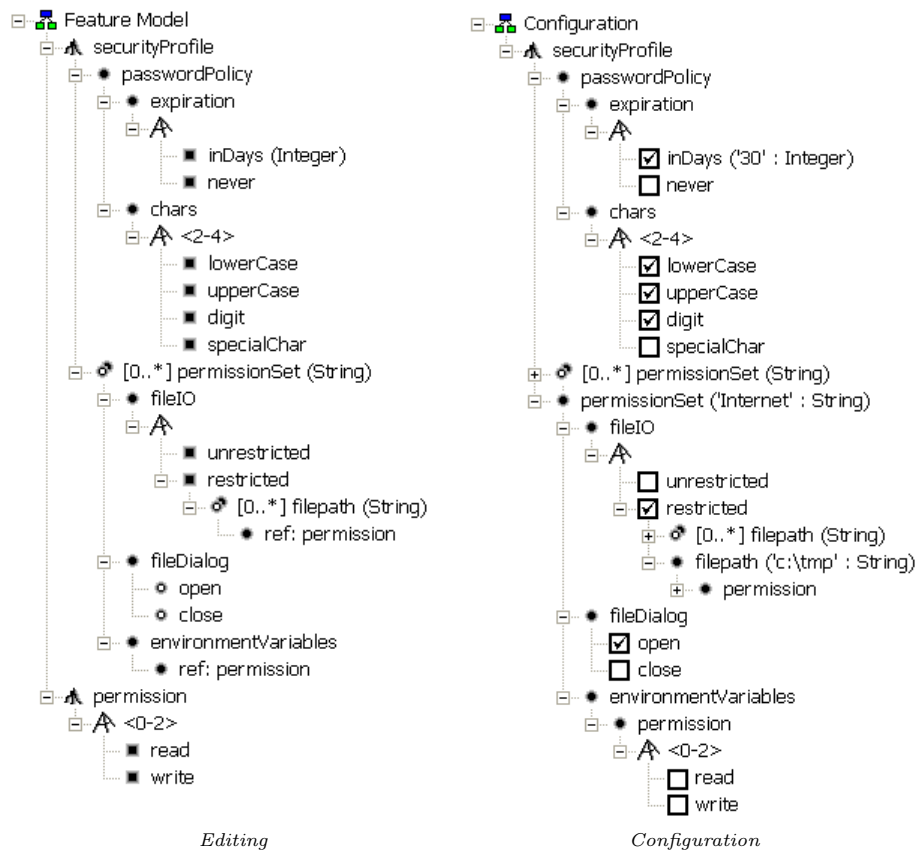 Feature Model
securityProfile
passwordPolicy
expiration
inDays (Integer)
never
chars
<2-4>
lowerCase
upperCase
digit
specialChar
[0..*] permissionSet (String)
fileIO
unrestricted
restricted
[0..*] filepath (String)
ref: permission
fileDialog
open
close
environmentVariables
ref: permission
permission
<0-2>
read
write
Editing
Configuration
securityProfile
passwordPolicy
expiration
inDays ('30' : Integer)
never
chars
<2-4>
lowerCase
upperCase
digit
specialChar
[0..*] permissionSet (String)
permissionSet ('Internet' : String)
fileIO
unrestricted
restricted
[0..*] filepath (String)
filepath ('c:\tmp' : String)
permission
fileDialog
open
close
environmentVariables
permission
<0-2>
read
write
Configuration